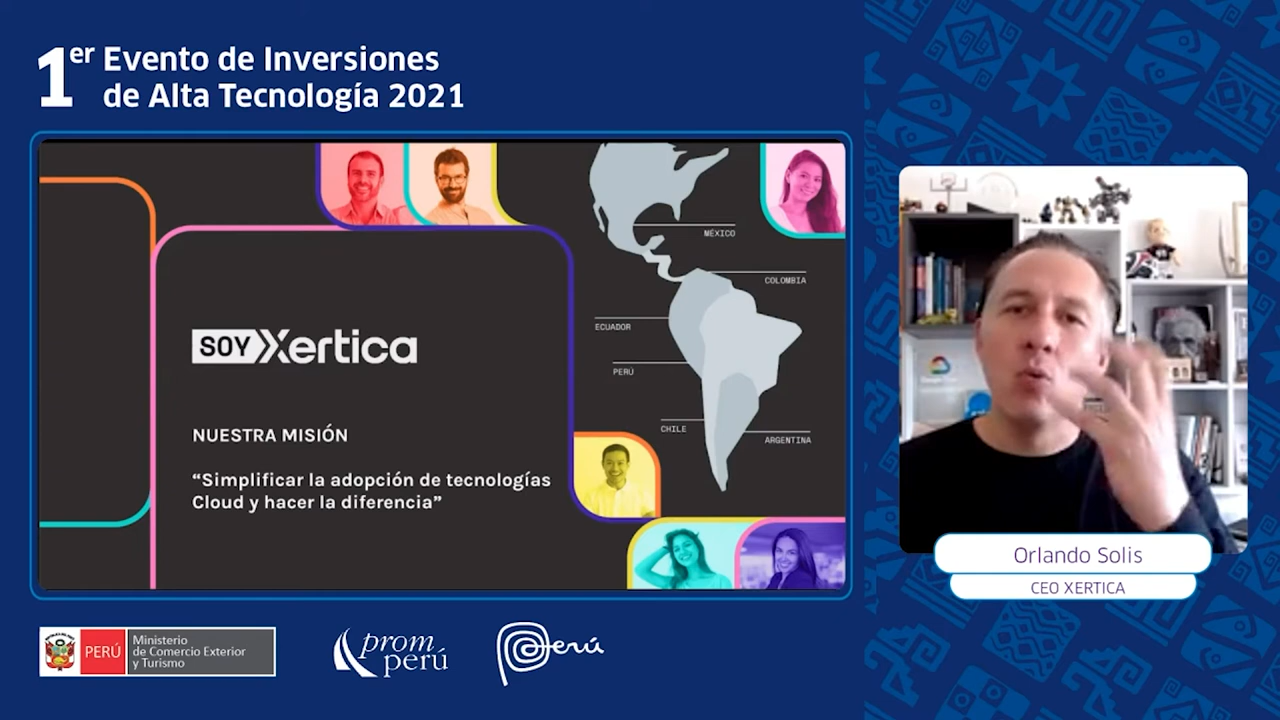 1er Evento de Inversiones
de Alta Tecnología 2021
SOY Xertica
NUESTRA MISIÓN
“Simplificar la adopción de tecnologías
Cloud y hacer la diferencia”
MÉXICO
COLOMBIA
ECUADOR
PERÚ
CHILE
ARGENTINA
Orlando Solis
CEO XERTICA
PERÚ
Ministerio
de Comercio Exterior
y Turismo
prom
perú
Perú